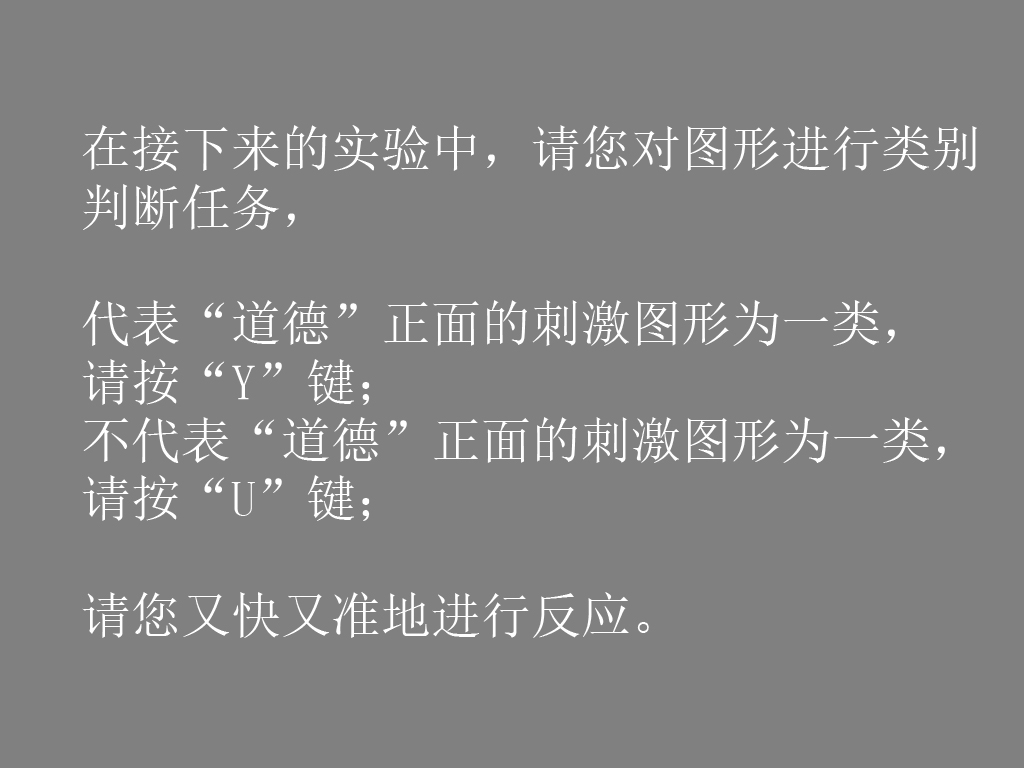 在接下来的实验中，请您对图形进行类别
判断任务，
代表“道德”正面的刺激图形为一类，
请按“Y”键；
不代表“道德”正面的刺激图形为一类，
请按“U”键；
请您又快又准地进行反应。